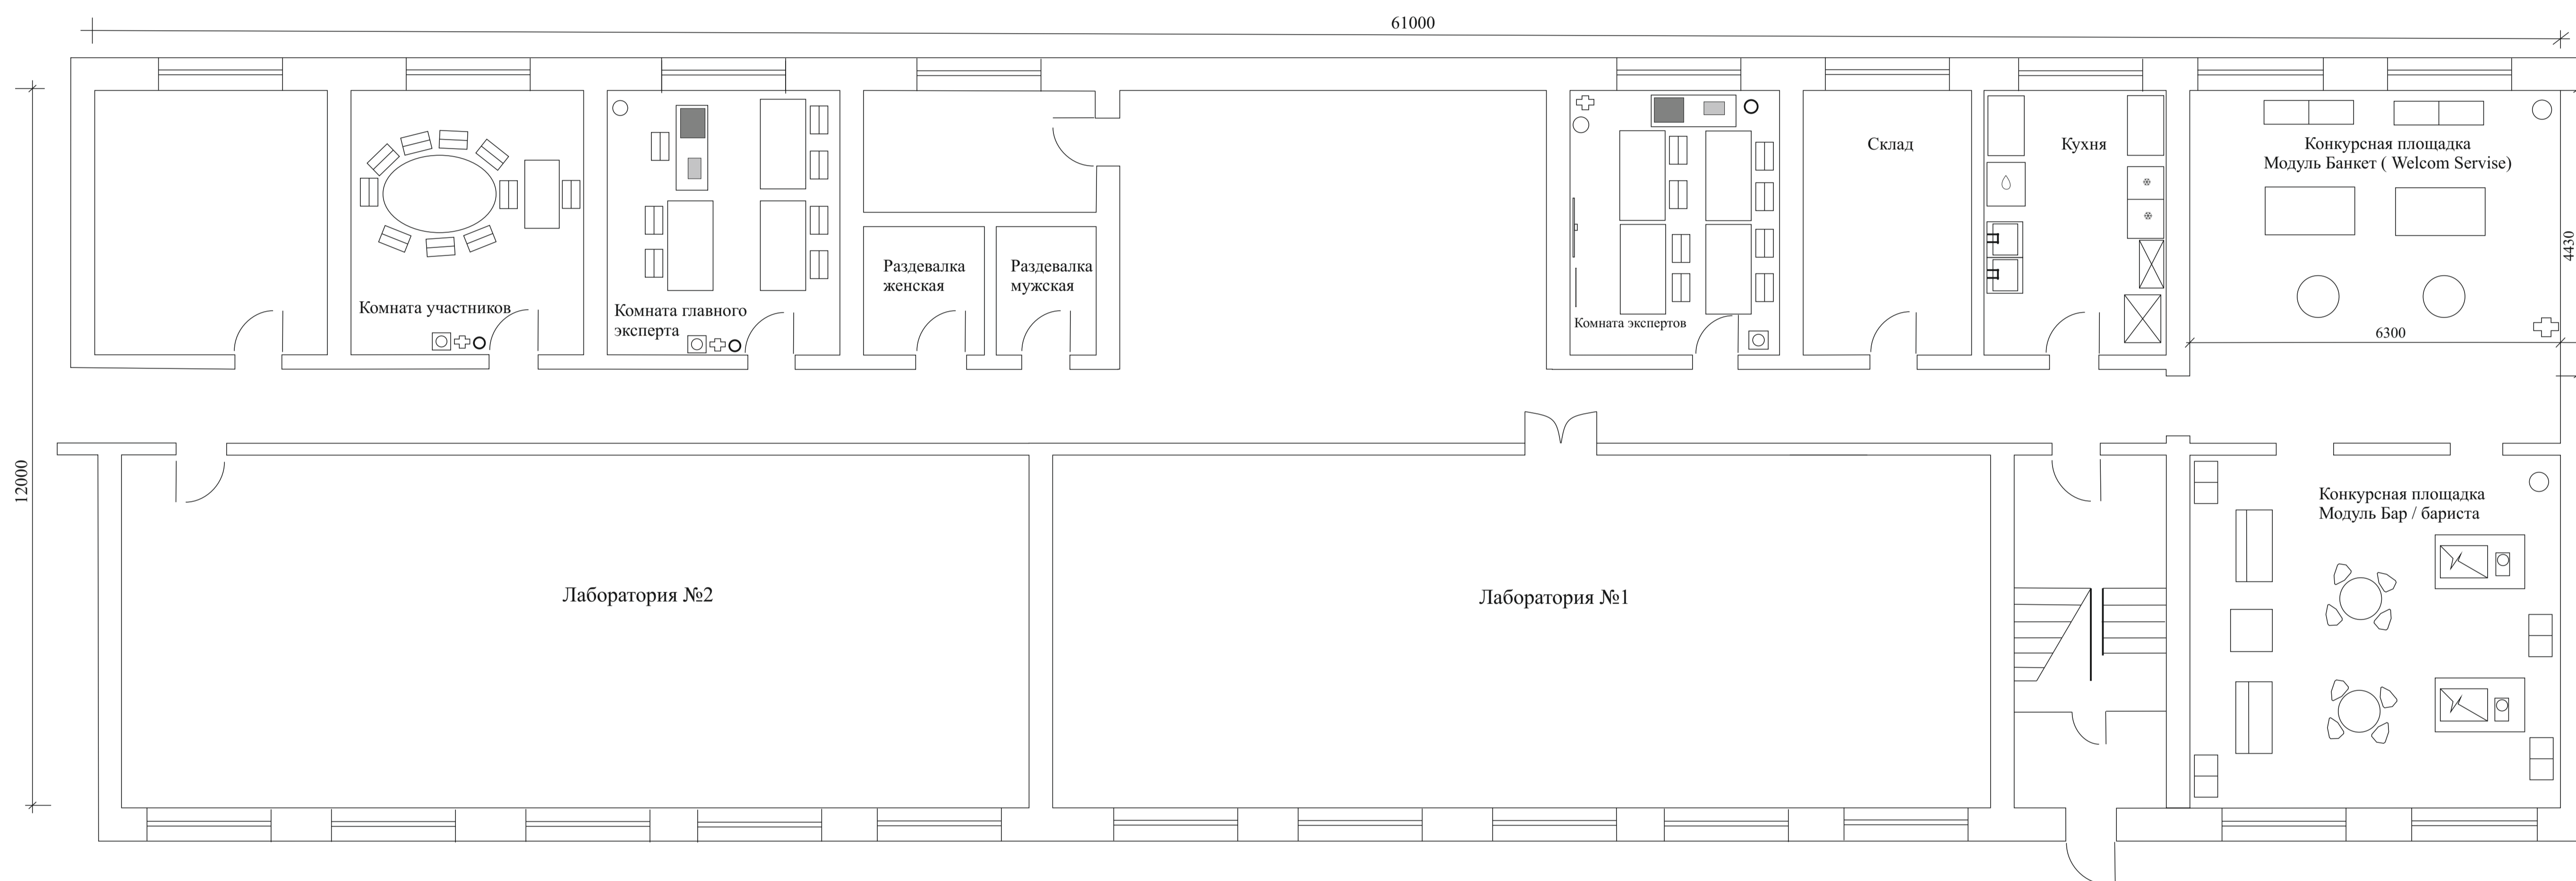 61000
Склад
Кухня
Конкурсная площадка
Модуль Банкет ( Welcom Servise)
4430
Раздевалка
женская
Раздевалка
мужская
Комната участников
Комната главного
эксперта
Комната экспертов
6300
12000
Конкурсная площадка
Модуль Бар / бариста
Лаборатория №2
Лаборатория №1